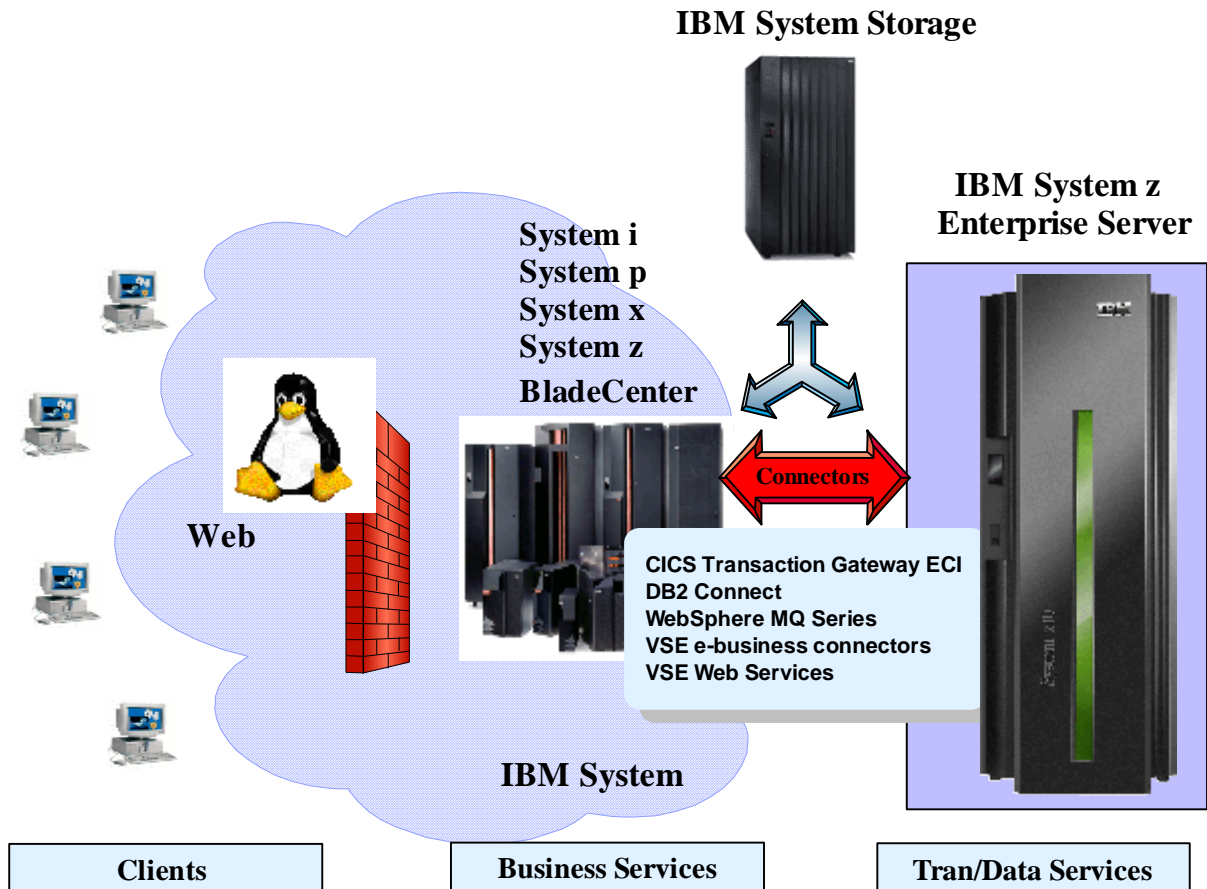 IBM System Storage
IBM System z
Enterprise Server
System i
System p
System x
System z
BladeCenter
IBM
Connectors
Web
CICS Transaction Gateway ECI
DB2 Connect
WebSphere MQ Series
VSE e-business connectors
VSE Web Services
IBM System
Clients
Business Services
Tran/Data Services